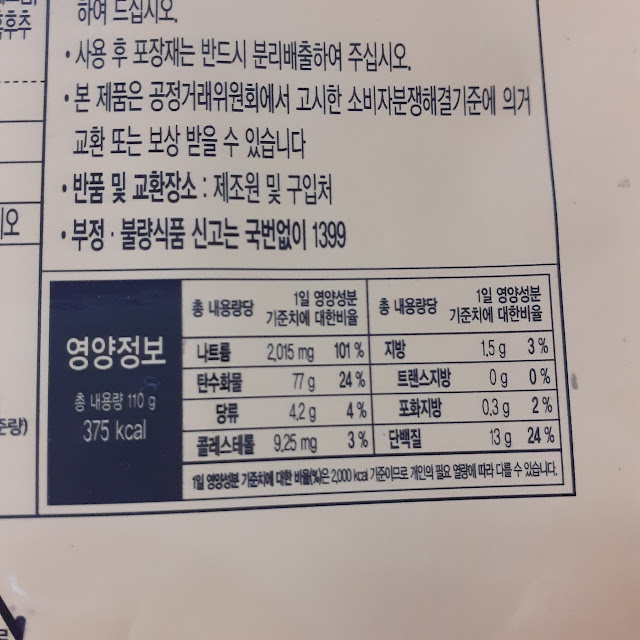 하여 드십시오.
• 사용 후 포장재는 반드시 분리배출하여 주십시오.
• 본 제품은 공정거래위원회에서 고시한 소비자분쟁해결기준에 의거
교환 또는 보상 받을 수 있습니다
• 반품 및 교환장소 : 제조원 및 구입처
• 부정 · 불량식품 신고는 국번없이 1399
영양정보
총 내용량 110 g
375 kcal
총 내용량당 1일 영양성분 기준치에 대한비율 총 내용량당 1일 영양성분 기준치에 대한비율
나트륨 2,015 mg 101 % 지방 1.5 g 3 %
탄수화물 77 g 24 % 트랜스지방 0 g 0 %
당류 4.2 g 4 % 포화지방 0.3 g 2 %
콜레스테롤 9.25 mg 3 % 단백질 13 g 24 %
1일 영양성분 기준치에 대한 비율(%)은 2,000 kcal 기준이므로 개인의 필요 열량에 따라 다를 수 있습니다.